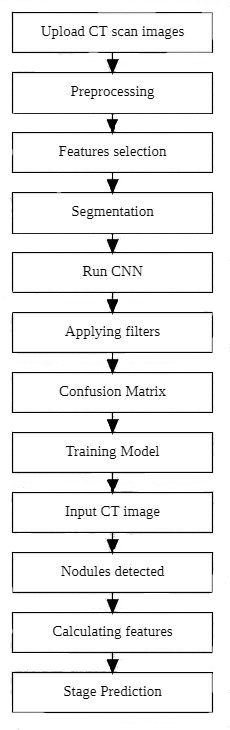 Upload CT scan images
Preprocessing
Features selection
Segmentation
Run CNN
Applying filters
Confusion Matrix
Training Model
Input CT image
Nodules detected
Calculating features
Stage Prediction